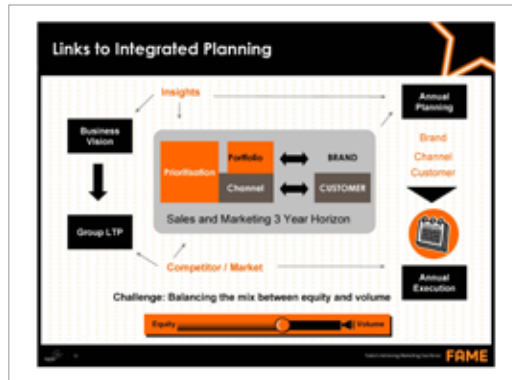 Links to Integrated Planning
Insights
Annual
Planning
Business
Vision
Brand
Channel
Customer
Prioritisation
Portfolio
BRAND
Channel
CUSTOMER
Sales and Marketing 3 Year Horizon
Group LTP
Competitor / Market
Annual
Execution
Challenge: Balancing the mix between equity and volume
Equity
Volume
FAME